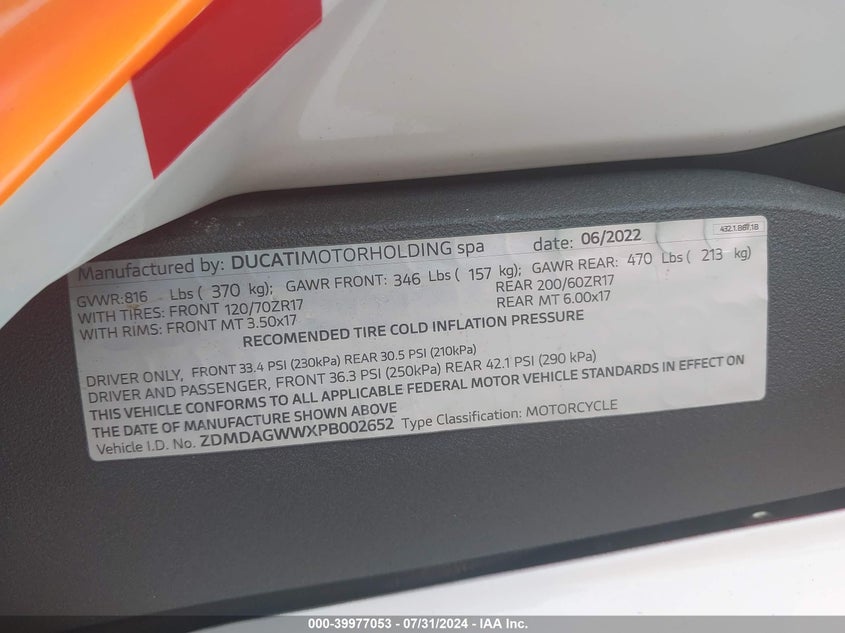 432.1.887.1B
Manufactured by: DUCATIMOTORHOLDING spa date: 06/2022
GVWR:816 Lbs ( 370 kg); GAWR FRONT: 346 Lbs ( 157 kg); GAWR REAR: 470 Lbs ( 213 kg)
WITH TIRES: FRONT 120/70ZR17 REAR 200/60ZR17
WITH RIMS: FRONT MT 3.50x17 REAR MT 6.00x17
RECOMENDED TIRE COLD INFLATION PRESSURE
DRIVER ONLY, FRONT 33.4 PSI (230kPa) REAR 30.5 PSI (210kPa)
DRIVER AND PASSENGER, FRONT 36.3 PSI (250kPa) REAR 42.1 PSI (290 kPa)
THIS VEHICLE CONFORMS TO ALL APPLICABLE FEDERAL MOTOR VEHICLE STANDARDS IN EFFECT ON
THE DATE OF MANUFACTURE SHOWN ABOVE
Vehicle I.D. No. ZDMDAGWWXPB002652 Type Classification: MOTORCYCLE
000-39977053 - 07/31/2024 - IAA Inc.